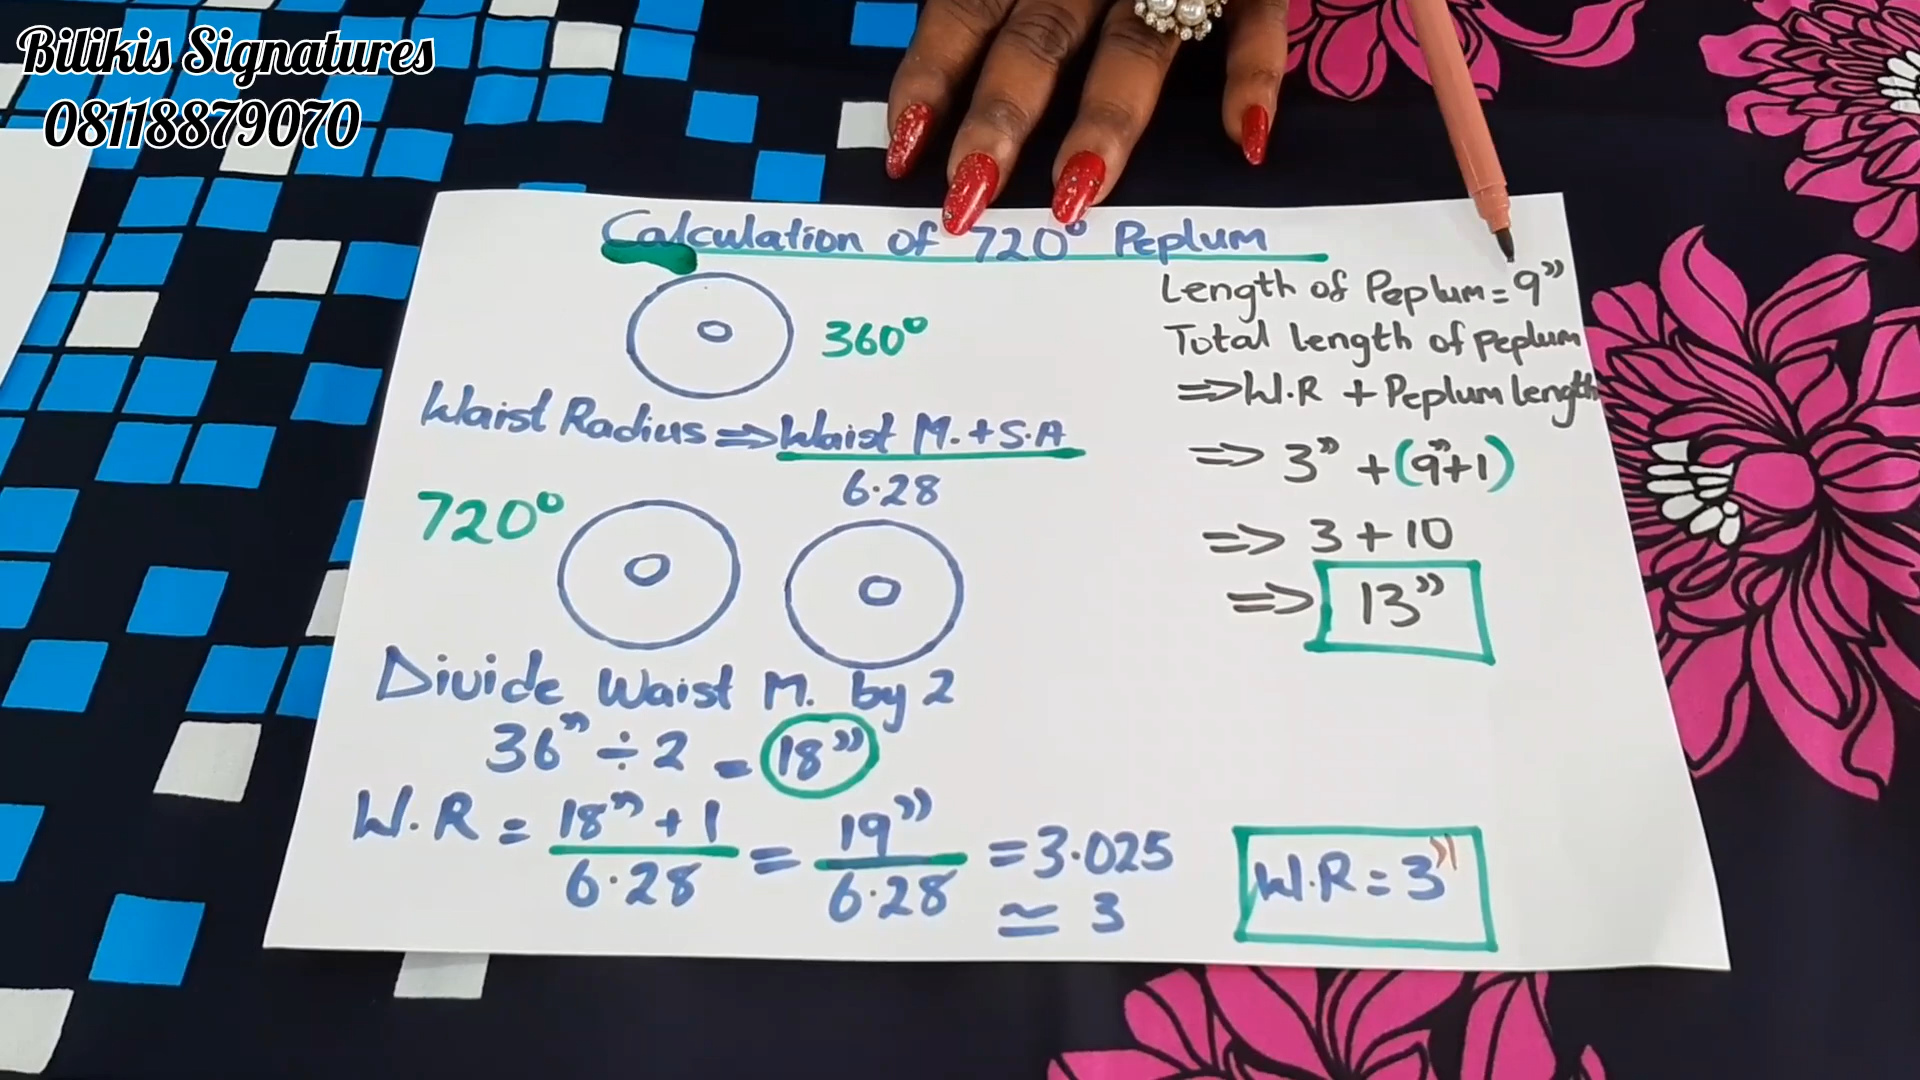 Bilikis Signatures
08118879070
Calculation of 720° Peplum
360°
Waist Radius => Waist M. + S.A
6.28
720°
Divide Waist M. by 2
36" ÷ 2 = 18"
W.R = 18" + 1 = 19" = 3.025
6.28 6.28 ≃ 3
W.R = 3"
Length of Peplum = 9"
Total length of peplum
=> W.R + Peplum length
=> 3" + (9"+1)
=> 3 + 10
=> 13"